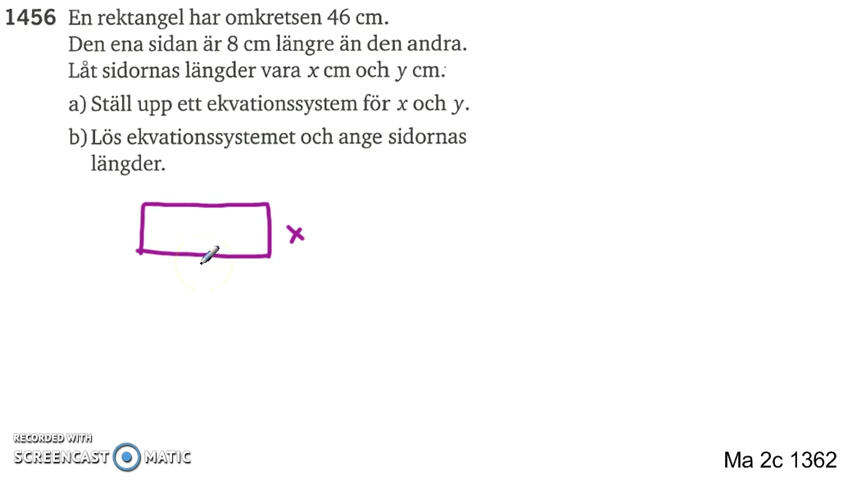 1456 En rektangel har omkretsen 46 cm.
Den ena sidan är 8 cm längre än den andra.
Låt sidornas längder vara x cm och y cm.
a) Ställ upp ett ekvationssystem för x och y.
b) Lös ekvationssystemet och ange sidornas
längder.
x
RECORDED WITH
SCREENCAST MATIC
Ma 2c 1362